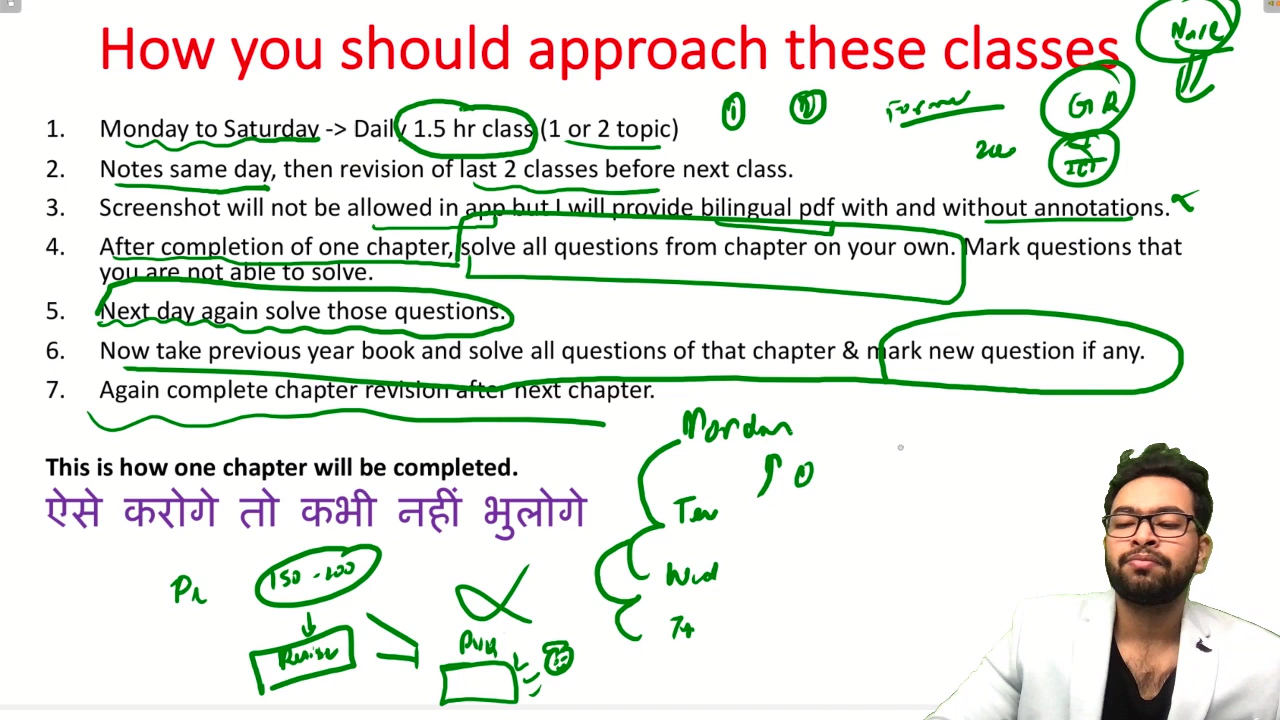 How you should approach these classes
1. Monday to Saturday -> Daily 1.5 hr class (1 or 2 topic)
2. Notes same day, then revision of last 2 classes before next class.
3. Screenshot will not be allowed in app but I will provide bilingual pdf with and without annotations.
4. After completion of one chapter, solve all questions from chapter on your own. Mark questions that
you are not able to solve.
5. Next day again solve those questions.
6. Now take previous year book and solve all questions of that chapter & mark new question if any.
7. Again complete chapter revision after next chapter.
This is how one chapter will be completed.
ऐसे करोगे तो कभी नहीं भुलोगे
150-200
Revise